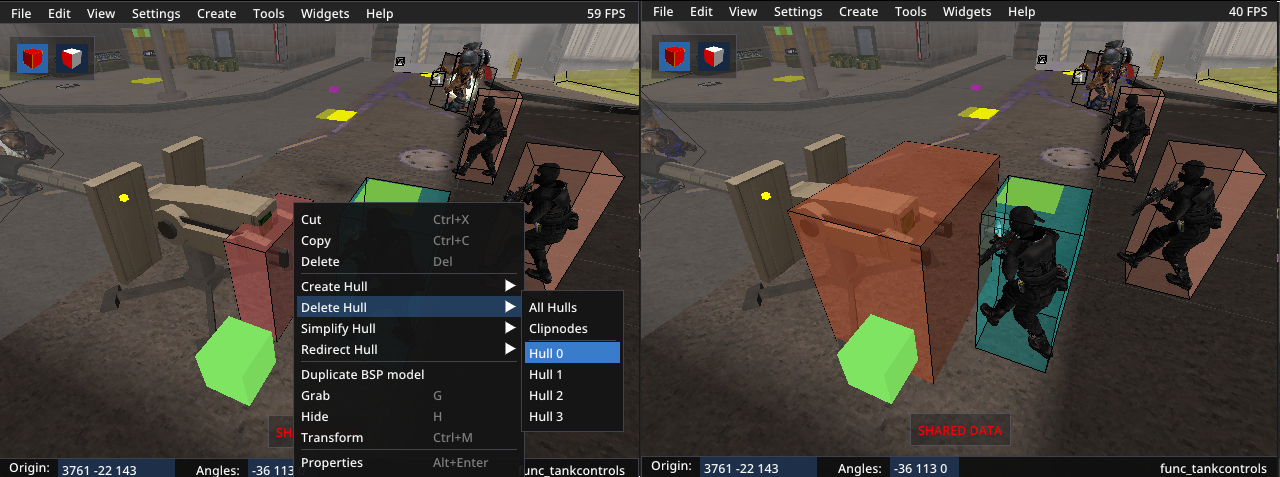 File Edit View Settings Create Tools Widgets Help 59 FPS
Cut Ctrl+X
Copy Ctrl+C
Delete Del
Create Hull
Delete Hull
Simplify Hull
Redirect Hull
Duplicate BSP model
Grab G
Hide H
Transform Ctrl+M
Properties Alt+Enter
All Hulls
Clipnodes
Hull 0
Hull 1
Hull 2
Hull 3
SH
Origin: 3761 -22 143 Angles: -36 113 func_tankcontrols
File Edit View Settings Create Tools Widgets Help 40 FPS
SHARED DATA
Origin: 3761 -22 143 Angles: -36 113 0 func_tankcontrols